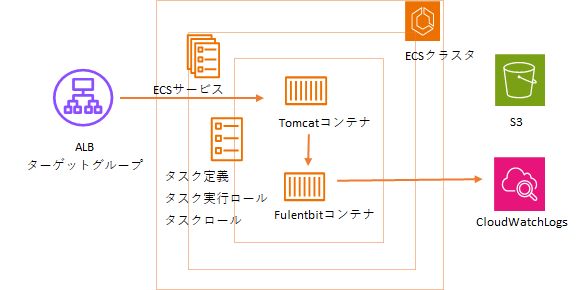 ECSクラスタ
ECSサービス
Tomcatコンテナ
S3
ALB
ターゲットグループ
タスク定義
タスク実行ロール
タスクロール
Fulentbitコンテナ
CloudWatchLogs